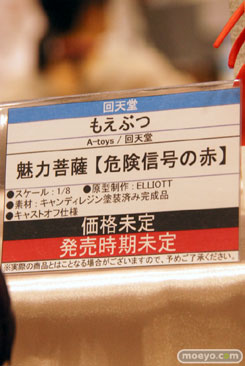 回天堂
もえぶつ
A-toys / 回天堂
魅力菩薩【危険信号の赤】
●スケール：1/8　●原型制作：ELLIOTT
●素材：キャンディレジン塗装済み完成品
●キャストオフ仕様
価格未定
発売時期未定
※実際の商品とはことなる場合がございますので、予めご了承ください。
moeyo.com